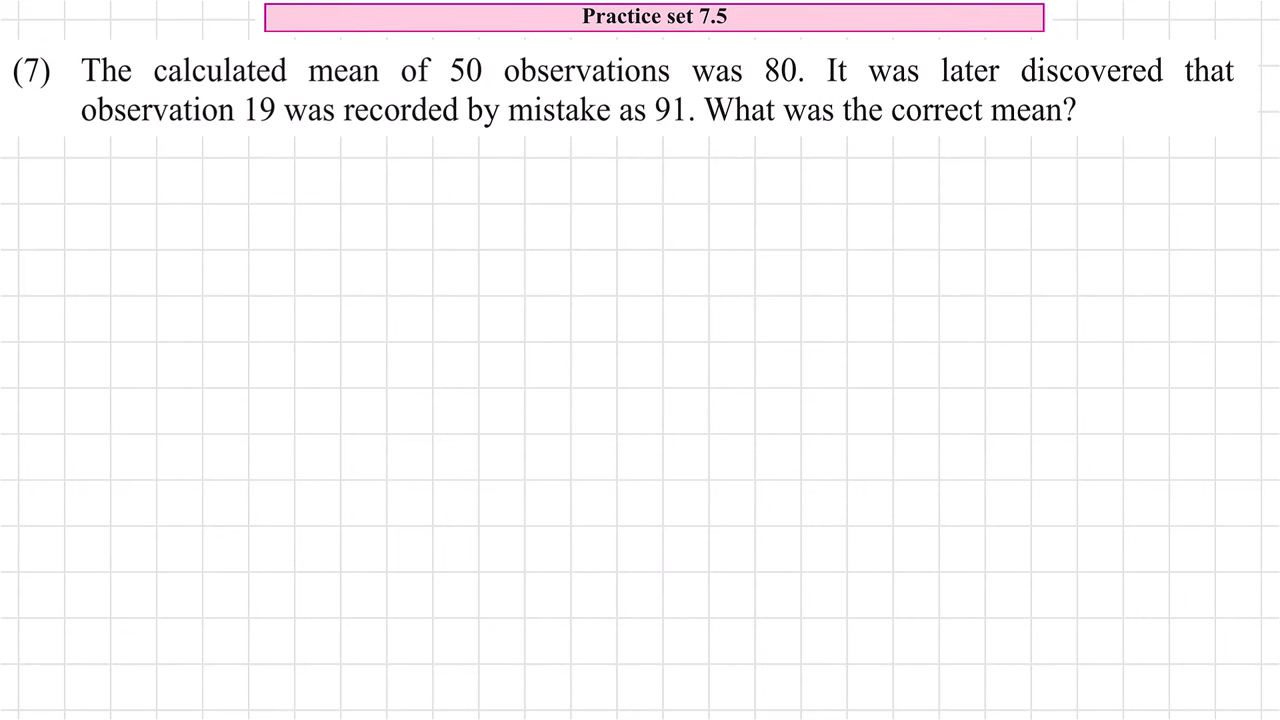 Practice set 7.5
(7) The calculated mean of 50 observations was 80. It was later discovered that
observation 19 was recorded by mistake as 91. What was the correct mean?